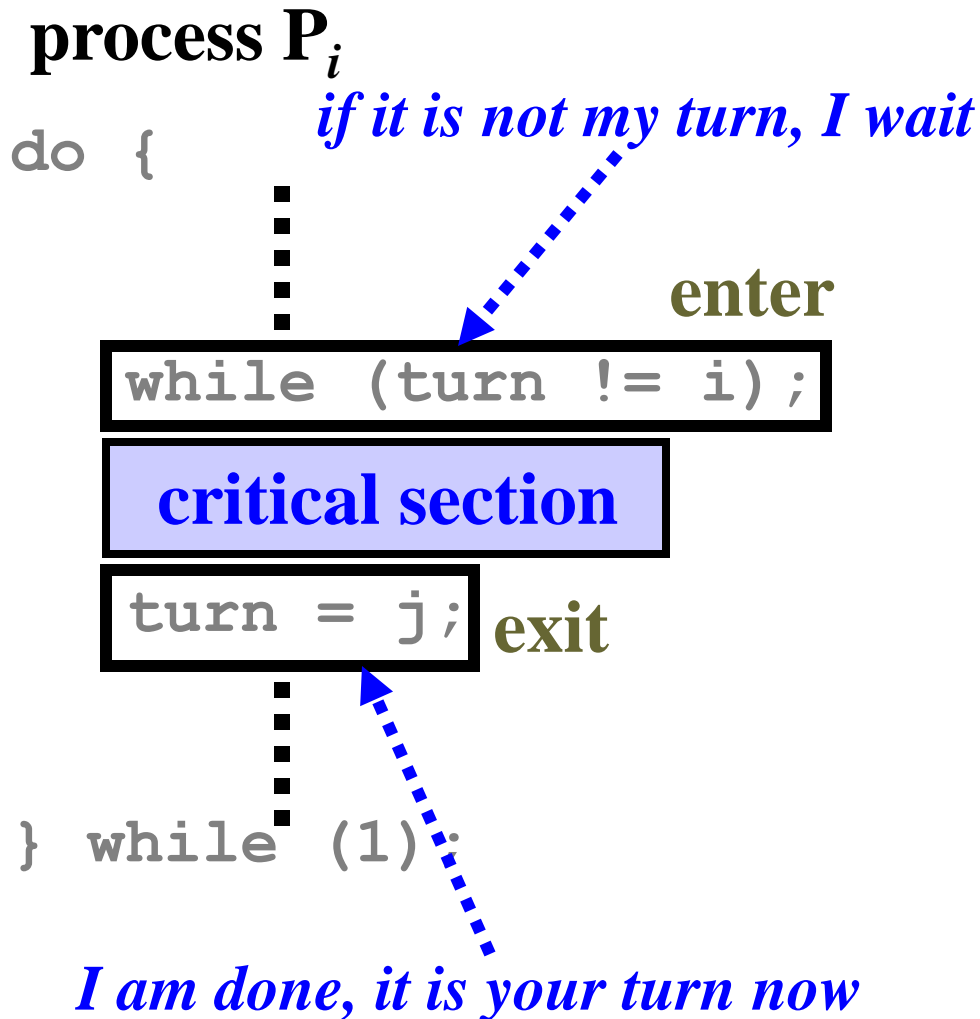 process Pi
if it is not my turn, I wait
do {
enter
while (turn != i);
critical section
turn = j;
exit
} while (1);
I am done, it is your turn now